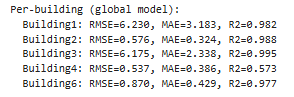 Per-building (global model):
Building1: RMSE=6.230, MAE=3.183, R2=0.982
Building2: RMSE=0.576, MAE=0.324, R2=0.988
Building3: RMSE=6.175, MAE=2.338, R2=0.995
Building4: RMSE=0.537, MAE=0.386, R2=0.573
Building6: RMSE=0.870, MAE=0.429, R2=0.977